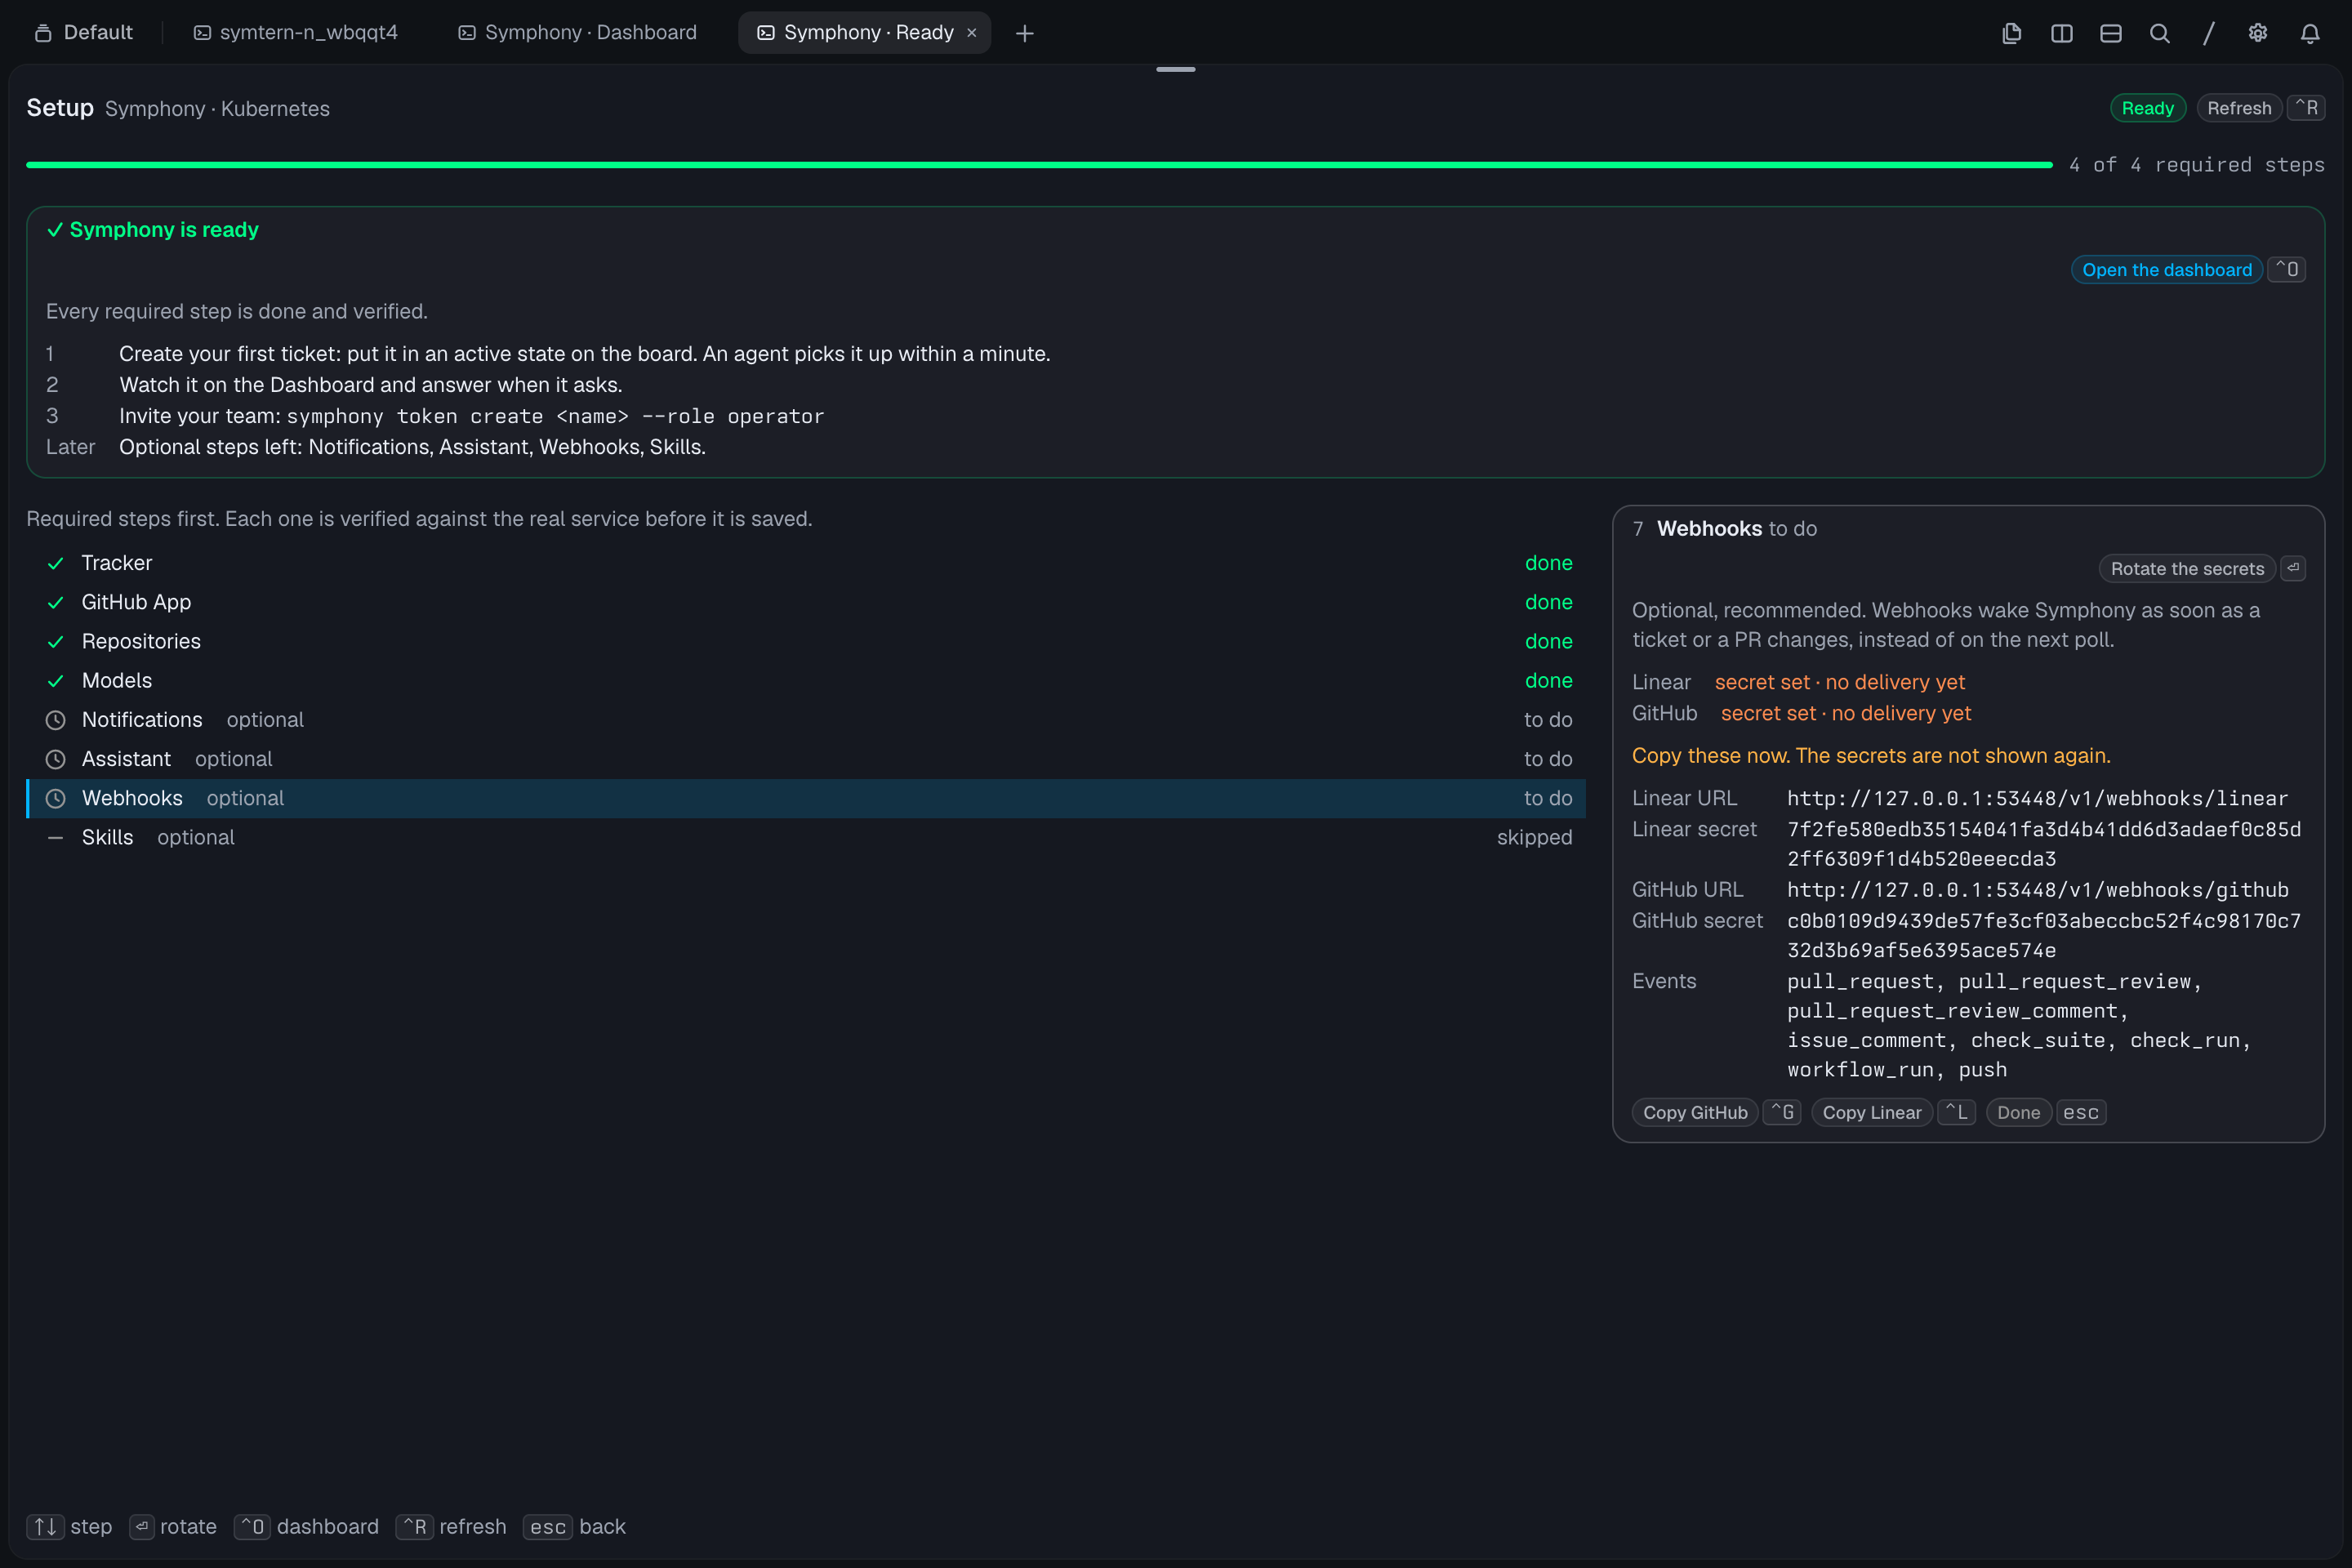 Default
symtern-n_wbqqt4
Symphony · Dashboard
Symphony · Ready
Setup Symphony · Kubernetes
Ready Refresh ^R
4 of 4 required steps
Symphony is ready
Open the dashboard ^O
Every required step is done and verified.
1 Create your first ticket: put it in an active state on the board. An agent picks it up within a minute.
2 Watch it on the Dashboard and answer when it asks.
3 Invite your team: symphony token create <name> --role operator
Later Optional steps left: Notifications, Assistant, Webhooks, Skills.
Required steps first. Each one is verified against the real service before it is saved.
Tracker done
GitHub App done
Repositories done
Models done
Notifications optional to do
Assistant optional to do
Webhooks optional to do
Skills optional skipped
7 Webhooks to do
Rotate the secrets ⏎
Optional, recommended. Webhooks wake Symphony as soon as a
ticket or a PR changes, instead of on the next poll.
Linear secret set · no delivery yet
GitHub secret set · no delivery yet
Copy these now. The secrets are not shown again.
Linear URL http://127.0.0.1:53448/v1/webhooks/linear
Linear secret 7f2fe580edb35154041fa3d4b41dd6d3adaef0c85d
2ff6309f1d4b520eeecda3
GitHub URL http://127.0.0.1:53448/v1/webhooks/github
GitHub secret c0b0109d9439de57fe3cf03abeccbc52f4c98170c7
32d3b69af5e6395ace574e
Events pull_request, pull_request_review,
pull_request_review_comment,
issue_comment, check_suite, check_run,
workflow_run, push
Copy GitHub ^G Copy Linear ^L Done esc
↑↓ step ⏎ rotate ^O dashboard ^R refresh esc back